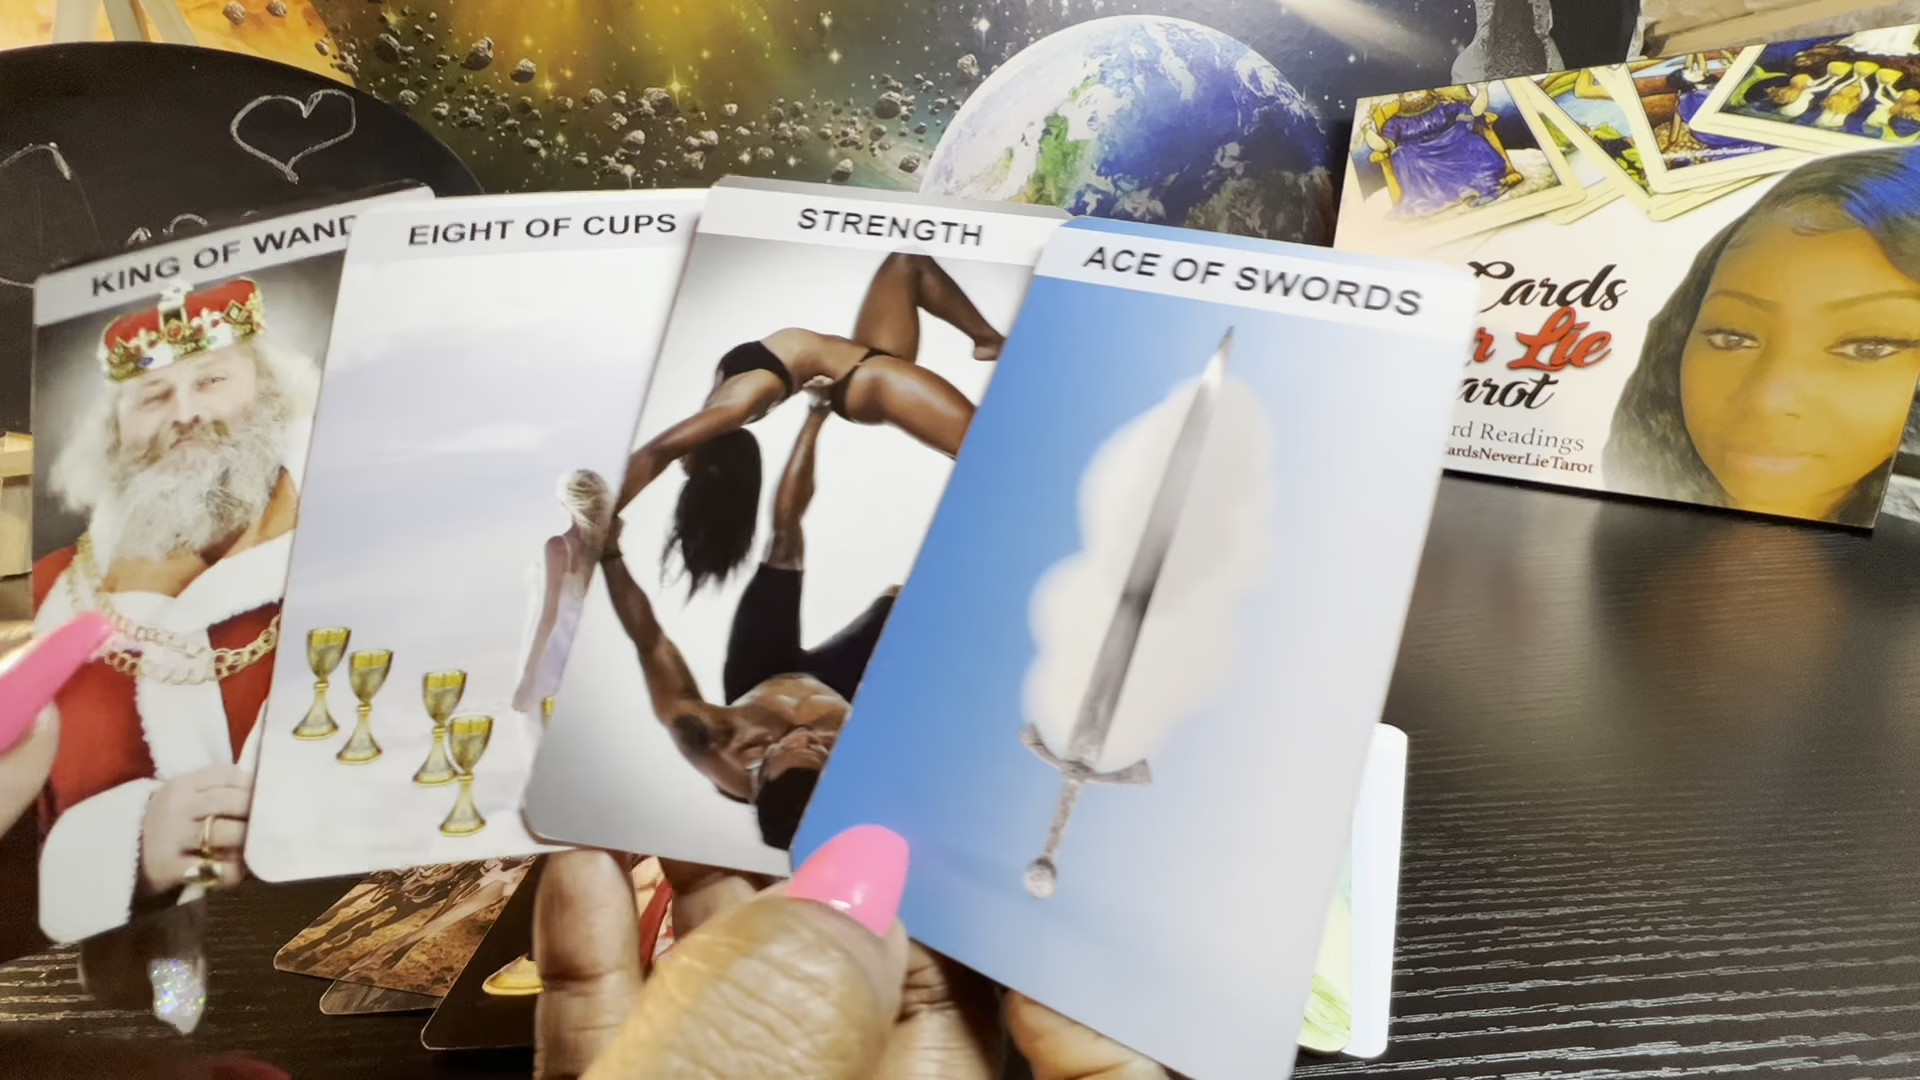 KING OF WAND
EIGHT OF CUPS
STRENGTH
ACE OF SWORDS
Cards
r Lie
arot
rd Readings
ardsNeverLieTarot